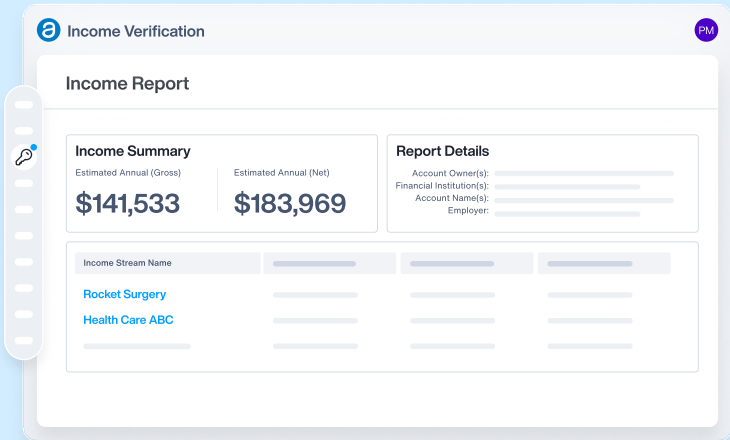 a Income Verification
PM
Income Report
Income Summary
Estimated Annual (Gross)
Estimated Annual (Net)
$141,533
$183,969
Report Details
Account Owner(s):
Financial Institution(s):
Account Name(s):
Employer:
Income Stream Name
Rocket Surgery
Health Care ABC